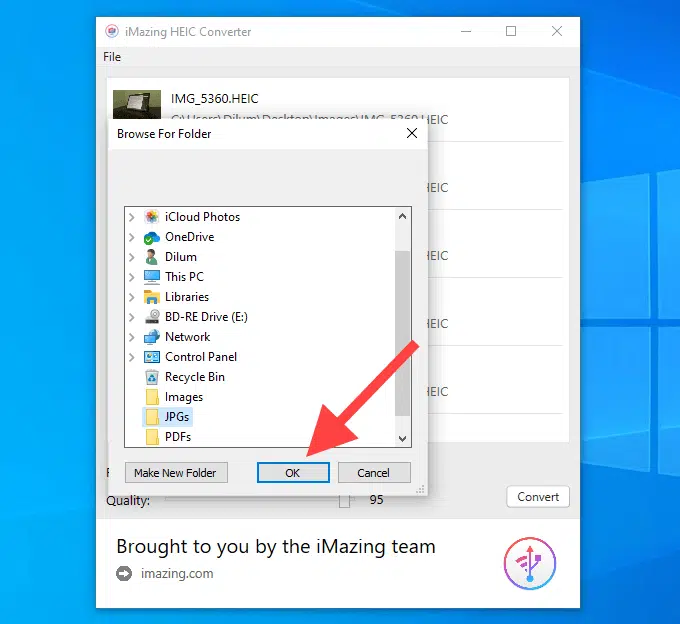 iMazing HEIC Converter
File
IMG_5360.HEIC
C:\Users\Dilum\Desktop\Images\IMG_5360.HEIC
Browse For Folder
HEIC
HEIC
HEIC
HEIC
iCloud Photos
OneDrive
Dilum
This PC
Libraries
BD-RE Drive (E:)
Network
Control Panel
Recycle Bin
Images
JPGs
PDFs
Make New Folder
OK
Cancel
Quality:
95
Convert
Brought to you by the iMazing team
imazing.com